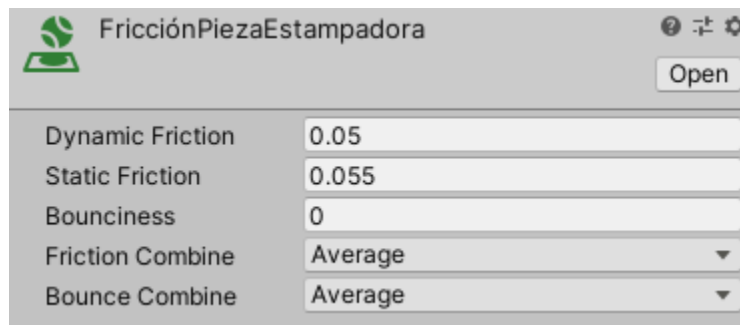 FricciónPiezaEstampadora
Open
Dynamic Friction 0.05
Static Friction 0.055
Bounciness 0
Friction Combine Average
Bounce Combine Average